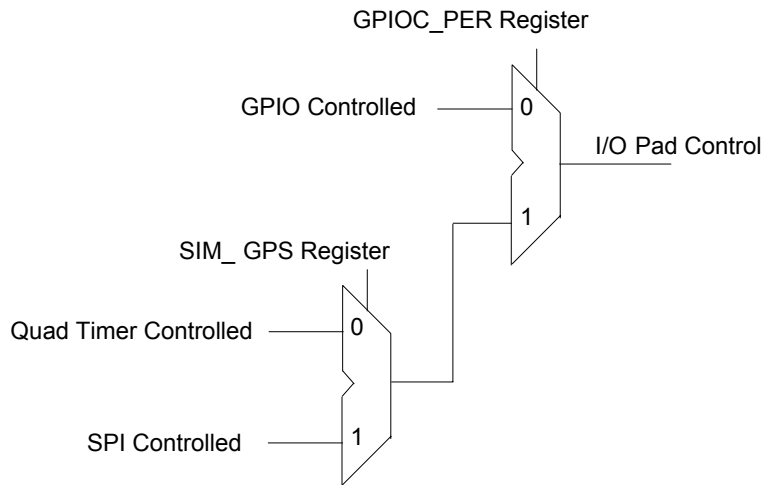 GPIOC_PER Register
GPIO Controlled
0
I/O Pad Control
1
SIM_ GPS Register
Quad Timer Controlled
0
SPI Controlled
1